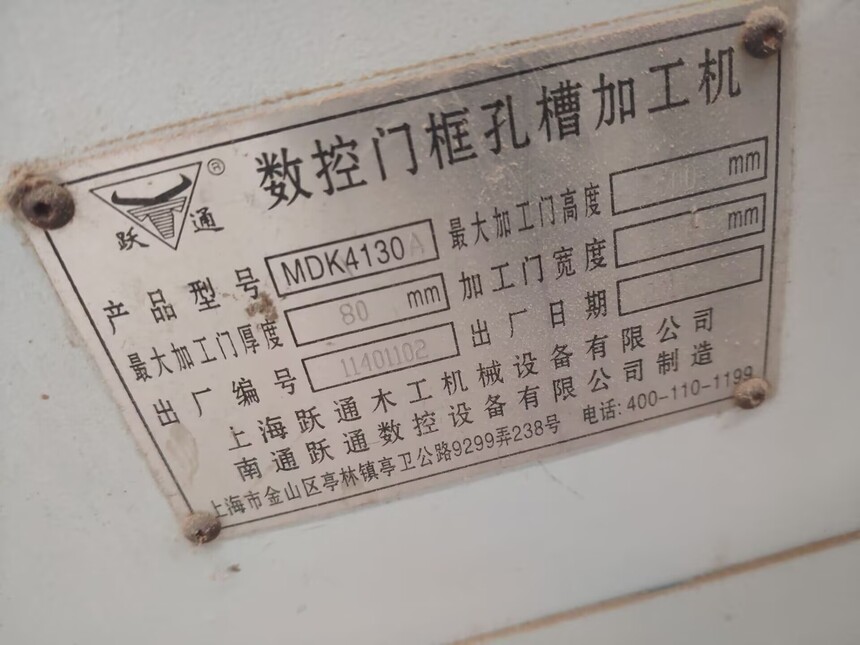 数控门框孔槽加工机
跃通®
产品型号 MDK4130A 最大加工门高度 mm
最大加工门厚度 80 mm 加工门宽度 mm
出厂编号 11401102 出厂日期
上海跃通木工机械设备有限公司
南通跃通数控设备有限公司制造
上海市金山区亭林镇亭卫公路9299弄238号 电话:400-110-1199